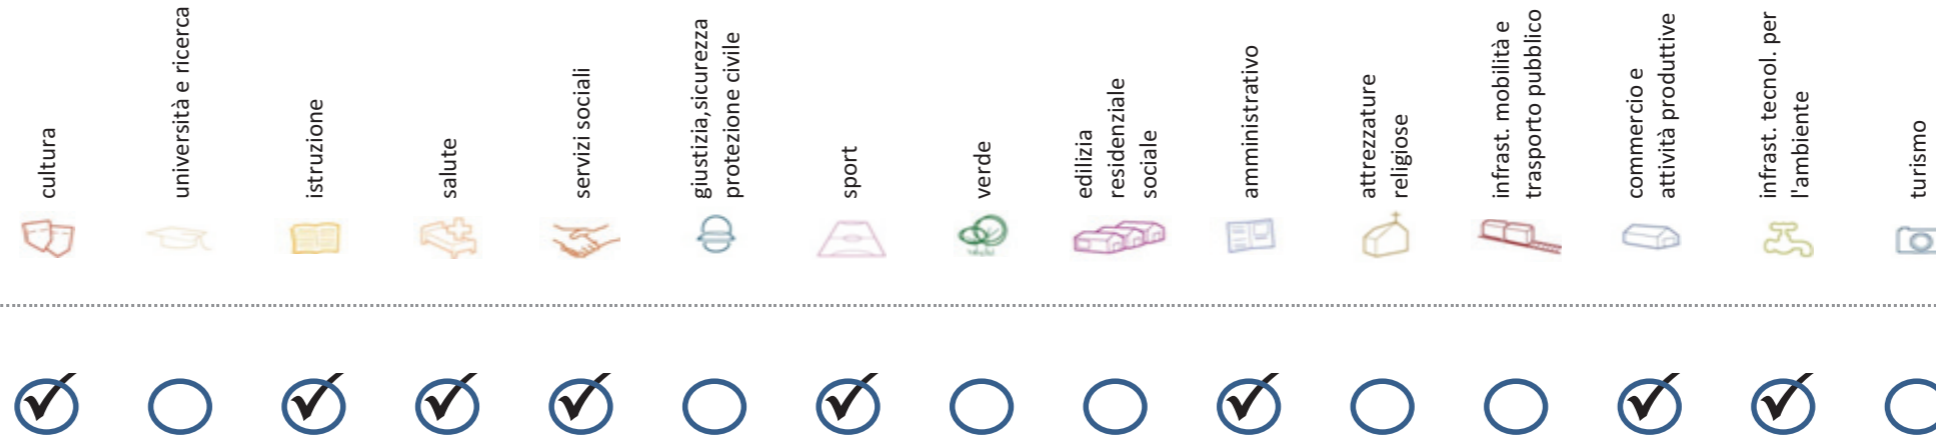 cultura
università e ricerca
istruzione
salute
servizi sociali
giustizia,sicurezza
protezione civile
sport
verde
edilizia
residenziale
sociale
amministrativo
attrezzature
religiose
infrast. mobilità e
trasporto pubblico
commercio e
attività produttive
infrast. tecnol. per
l'ambiente
turismo